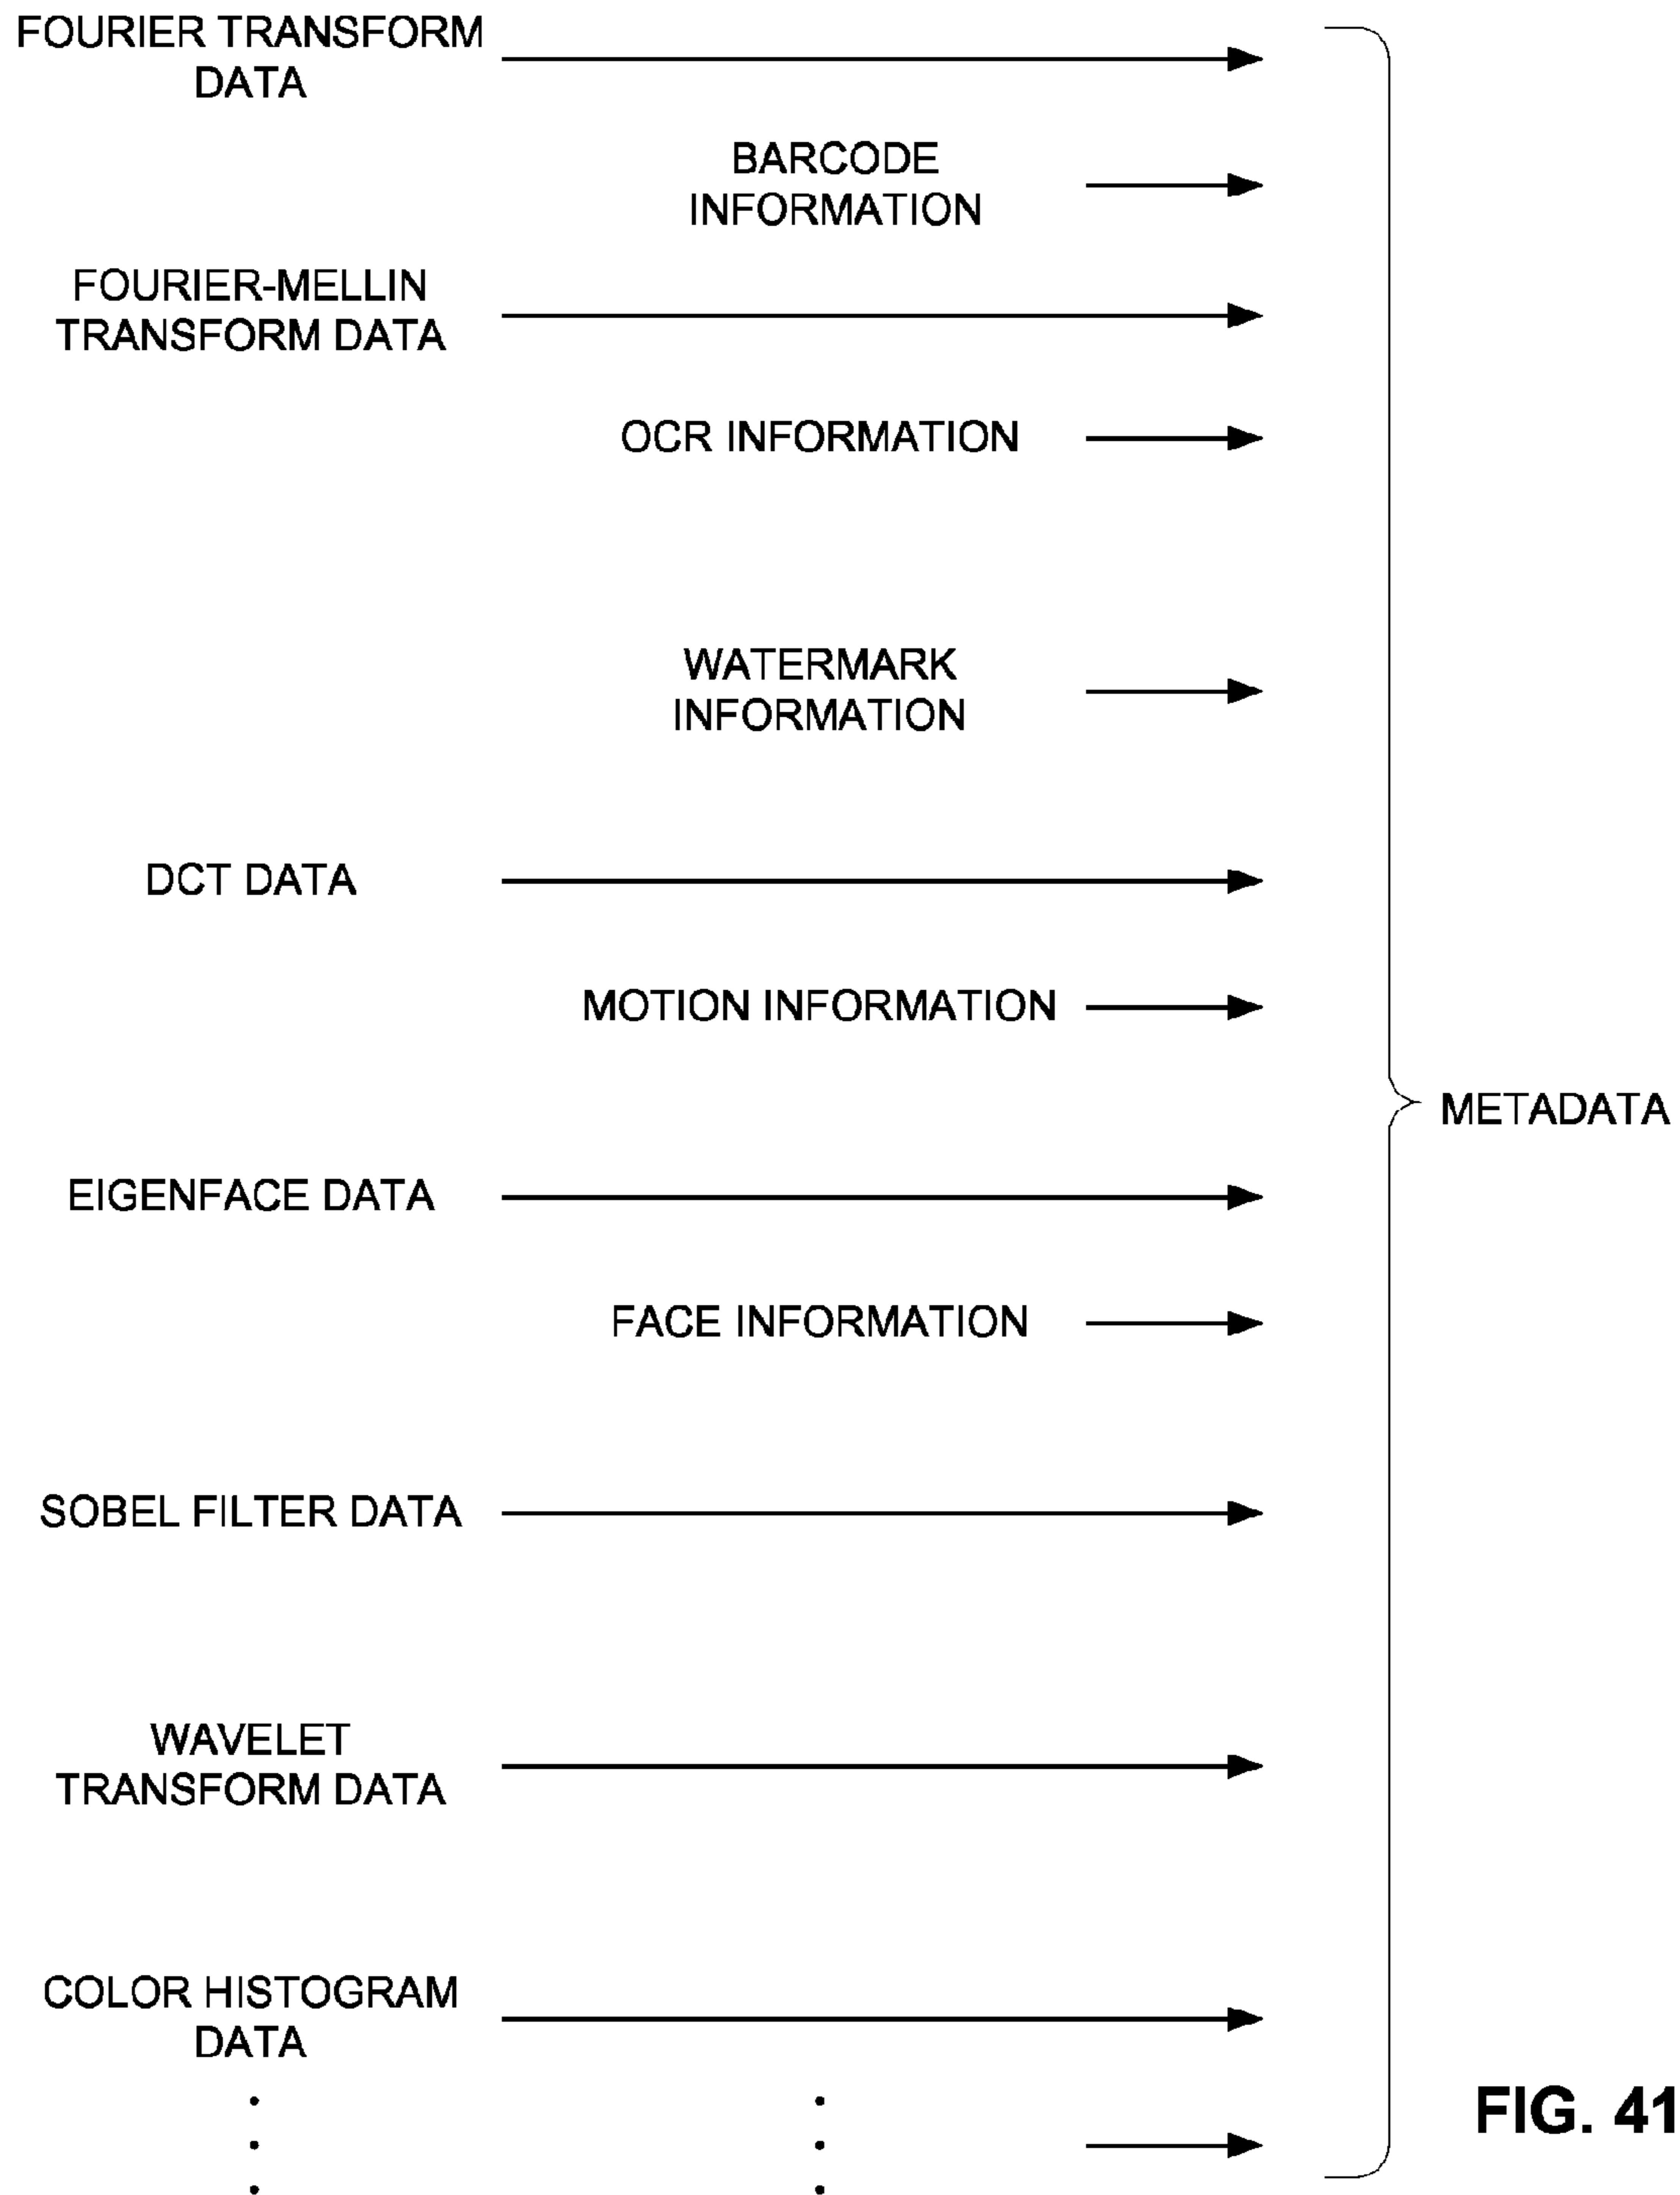 FOURIER TRANSFORM
DATA
BARCODE
INFORMATION
FOURIER-MELLIN
TRANSFORM DATA
OCR INFORMATION
WATERMARK
INFORMATION
DCT DATA
MOTION INFORMATION
METADATA
EIGENFACE DATA
FACE INFORMATION
SOBEL FILTER DATA
WAVELET
TRANSFORM DATA
COLOR HISTOGRAM
DATA
FIG. 41